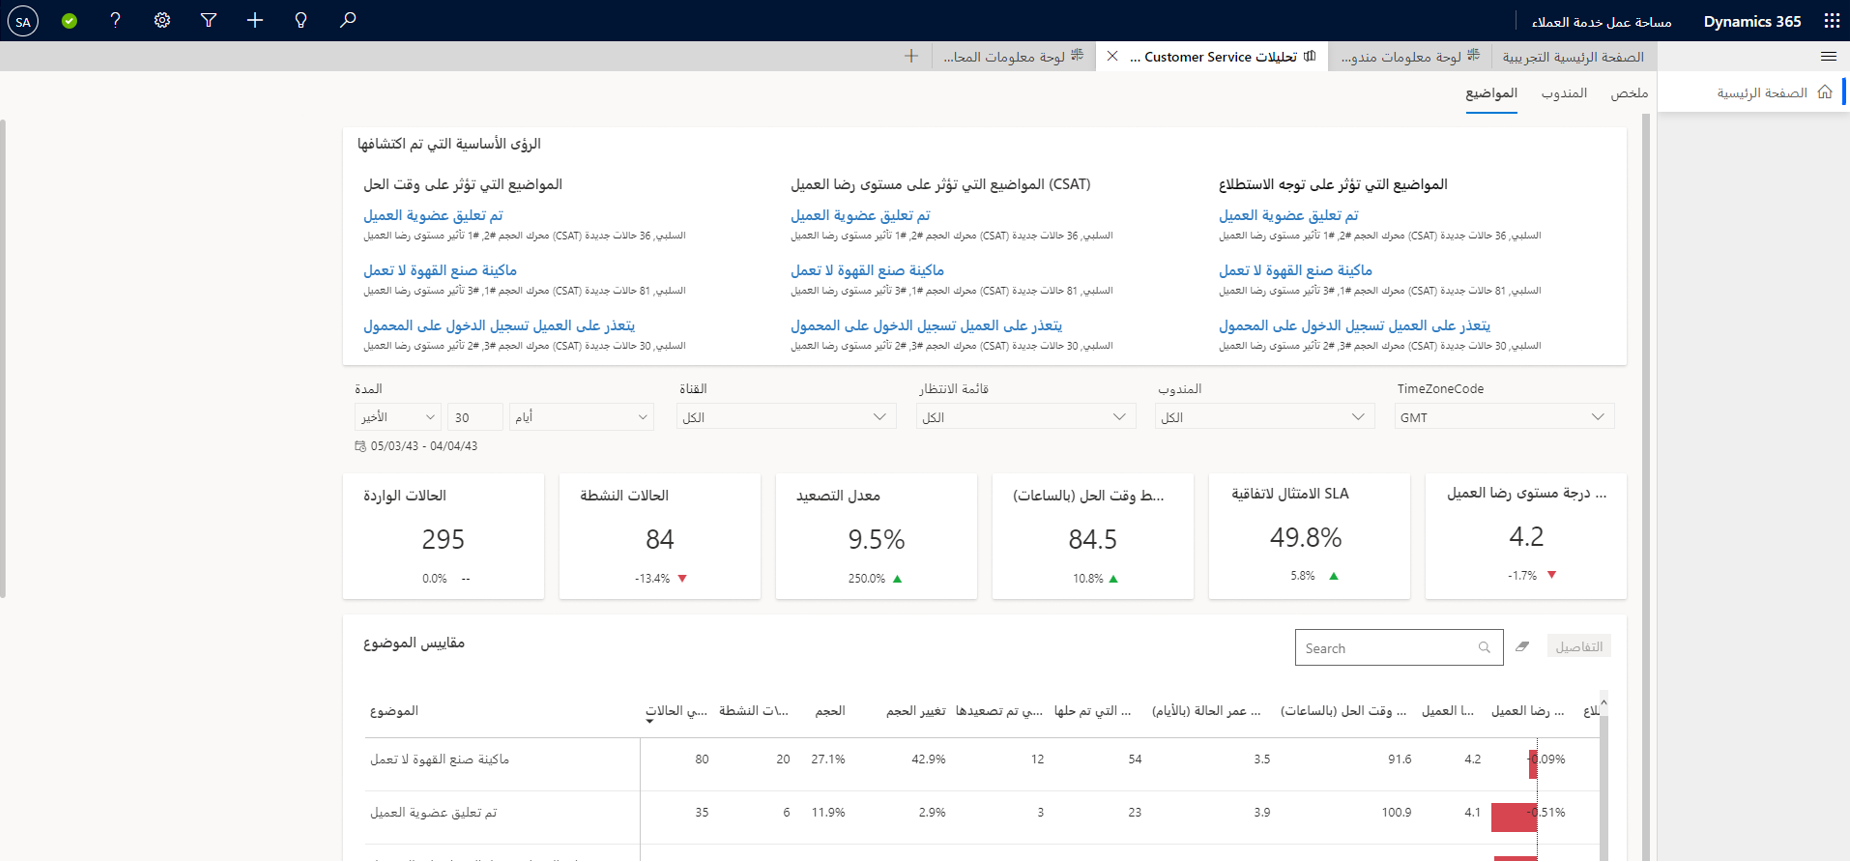 Dynamics 365
مساحة عمل خدمة العملاء
SA
الصفحة الرئيسية التجريبية
لوحة معلومات مندو...
تحليلات Customer Service ...
لوحة معلومات المحا...
الصفحة الرئيسية
ملخص
المندوب
المواضيع
الرؤى الأساسية التي تم اكتشافها
المواضيع التي تؤثر على توجه الاستطلاع
تم تعليق عضوية العميل
السلبي, 36 حالات جديدة (CSAT) محرك الحجم #2, #1 تأثير مستوى رضا العميل
ماكينة صنع القهوة لا تعمل
السلبي, 81 حالات جديدة (CSAT) محرك الحجم #1, #3 تأثير مستوى رضا العميل
يتعذر على العميل تسجيل الدخول على المحمول
السلبي, 30 حالات جديدة (CSAT) محرك الحجم #3, #2 تأثير مستوى رضا العميل
(CSAT) المواضيع التي تؤثر على مستوى رضا العميل
تم تعليق عضوية العميل
السلبي, 36 حالات جديدة (CSAT) محرك الحجم #2, #1 تأثير مستوى رضا العميل
ماكينة صنع القهوة لا تعمل
السلبي, 81 حالات جديدة (CSAT) محرك الحجم #1, #3 تأثير مستوى رضا العميل
يتعذر على العميل تسجيل الدخول على المحمول
السلبي, 30 حالات جديدة (CSAT) محرك الحجم #3, #2 تأثير مستوى رضا العميل
المواضيع التي تؤثر على وقت الحل
تم تعليق عضوية العميل
السلبي, 36 حالات جديدة (CSAT) محرك الحجم #2, #1 تأثير مستوى رضا العميل
ماكينة صنع القهوة لا تعمل
السلبي, 81 حالات جديدة (CSAT) محرك الحجم #1, #3 تأثير مستوى رضا العميل
يتعذر على العميل تسجيل الدخول على المحمول
السلبي, 30 حالات جديدة (CSAT) محرك الحجم #3, #2 تأثير مستوى رضا العميل
TimeZoneCode
GMT
المندوب
الكل
قائمة الانتظار
الكل
القناة
الكل
المدة
الأخير 30 أيام
05/03/43 - 04/04/43
... درجة مستوى رضا العميل
4.2
-1.7%
SLA الامتثال لاتفاقية
49.8%
5.8%
...ط وقت الحل (بالساعات)
84.5
10.8%
معدل التصعيد
9.5%
250.0%
الحالات النشطة
84
-13.4%
الحالات الواردة
295
0.0% --
مقاييس الموضوع
Search
التفاصيل
الموضوع ...ي الحالات ...\ت النشطة الحجم تغيير الحجم ...ي تم تصعيدها ... التي تم حلها ... عمر الحالة (بالأيام) ... وقت الحل (بالساعات) ...ا العميل ... رضا العميل
ماكينة صنع القهوة لا تعمل 80 20 27.1% 42.9% 12 54 3.5 91.6 4.2 -0.09%
تم تعليق عضوية العميل 35 6 11.9% 2.9% 3 23 3.9 100.9 4.1 -0.51%